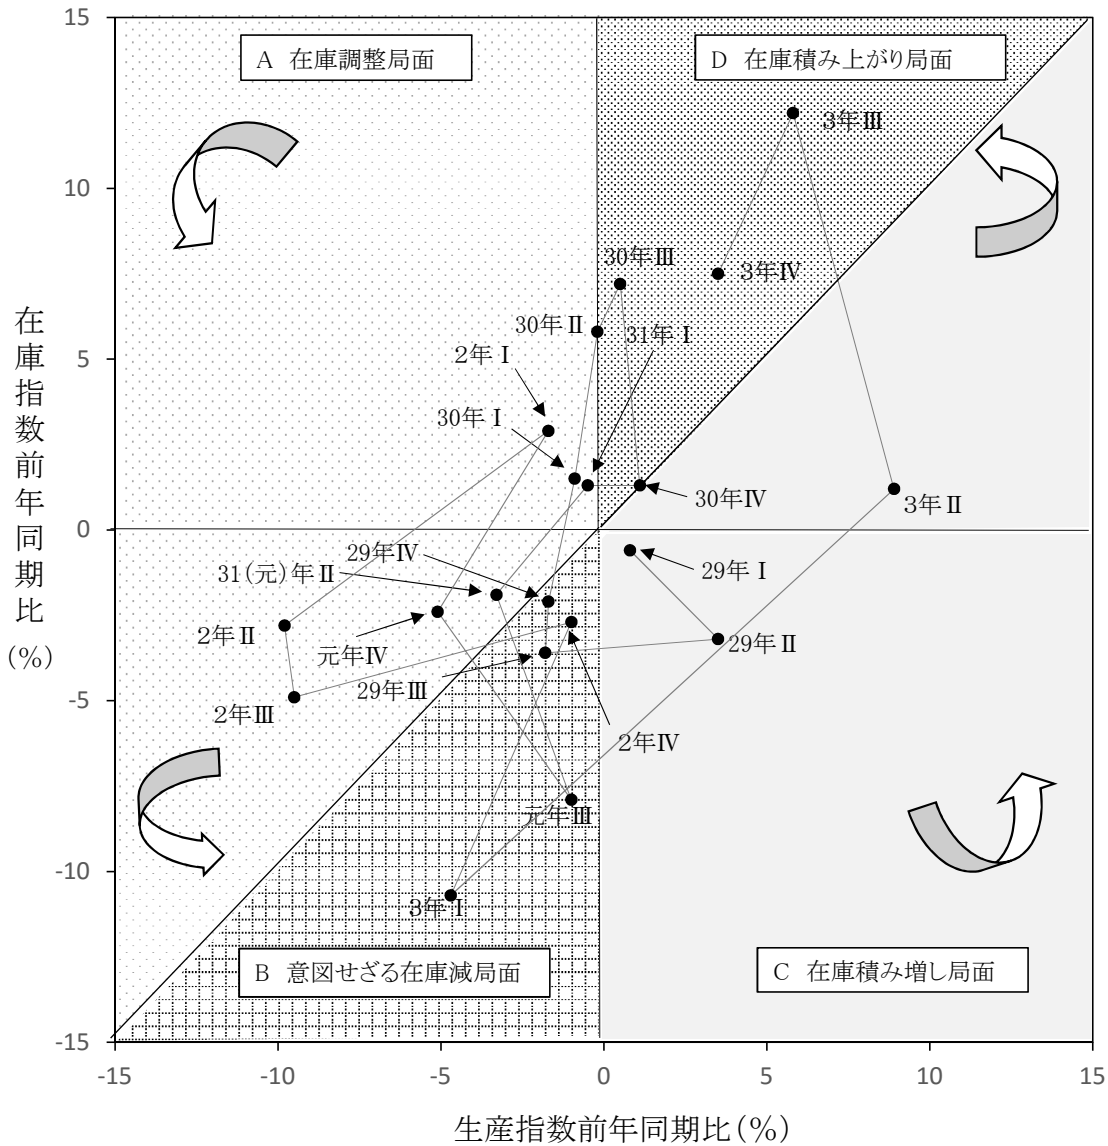 15
A 在庫調整局面
D 在庫積み上がり局面
3年Ⅲ
10
30年Ⅲ
3年Ⅳ
30年Ⅱ
31年Ⅰ
2年Ⅰ
5
30年Ⅰ
30年Ⅳ
3年Ⅱ
0
29年Ⅳ
31(元)年Ⅱ
29年Ⅰ
2年Ⅱ
元年Ⅳ
29年Ⅱ
29年Ⅲ
-5
2年Ⅲ
2年Ⅳ
元年Ⅲ
-10
3年Ⅰ
B 意図せざる在庫減局面
C 在庫積み増し局面
-15
-15 -10 -5 0 5 10 15
在庫指数前年同期比(%)
生産指数前年同期比(%)